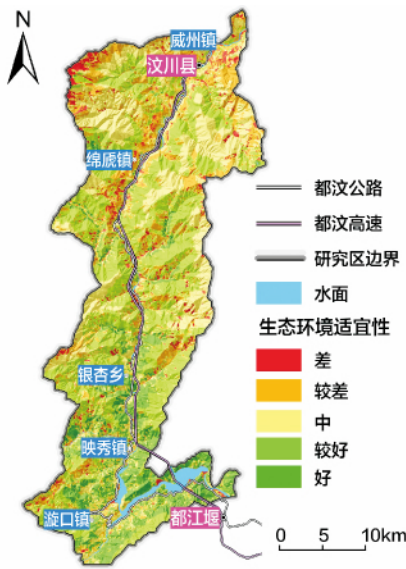 N
威州镇
汶川县
绵虒镇
银杏乡
映秀镇
漩口镇
都江堰
都汶公路
都汶高速
研究区边界
水面
生态环境适宜性
差
较差
中
较好
好
0 5 10km